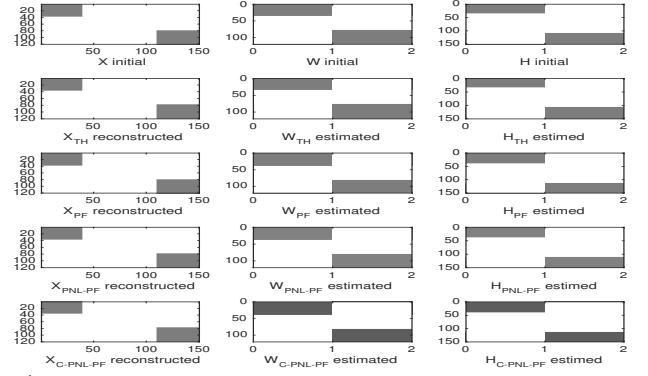 20
40
60
80
100
120
50 100 150
X initial
0
50
100
0 1 2
W initial
0
50
100
150
0 1 2
H initial
20
40
60
80
100
120
50 100 150
X_TH reconstructed
0
50
100
0 1 2
W_TH estimated
0
50
100
150
0 1 2
H_TH estimed
20
40
60
80
100
120
50 100 150
X_PF reconstructed
0
50
100
0 1 2
W_PF estimated
0
50
100
150
0 1 2
H_PF estimed
20
40
60
80
100
120
50 100 150
X_PNL-PF reconstructed
0
50
100
0 1 2
W_PNL-PF estimated
0
50
100
150
0 1 2
H_PNL-PF estimed
20
40
60
80
100
120
50 100 150
X_C-PNL-PF reconstructed
0
50
100
0 1 2
W_C-PNL-PF estimated
0
50
100
150
0 1 2
H_C-PNL-PF estimed